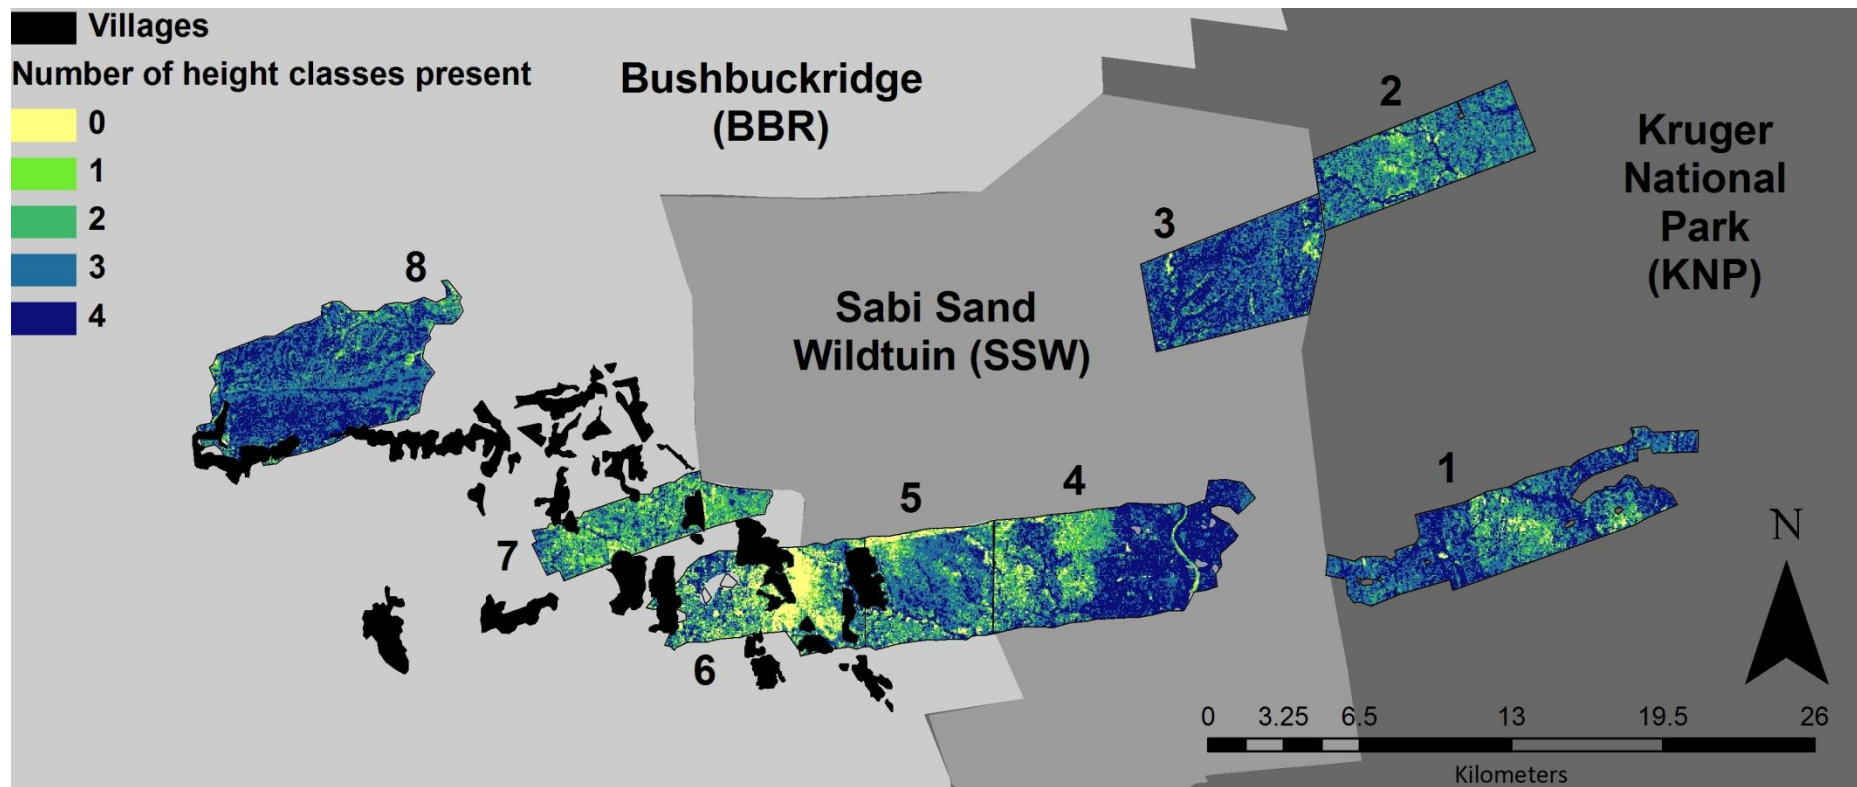 Villages
Number of height classes present
0
1
2
3
4
Bushbuckridge
(BBR)
2
Kruger
National
Park
(KNP)
3
8
Sabi Sand
Wildtuin (SSW)
1
5
4
7
6
N
0 3.25 6.5 13 19.5 26
Kilometers